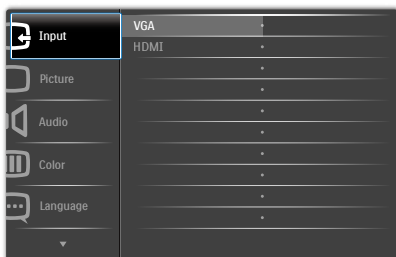 Input
Picture
Audio
Color
Language
VGA
HDMI